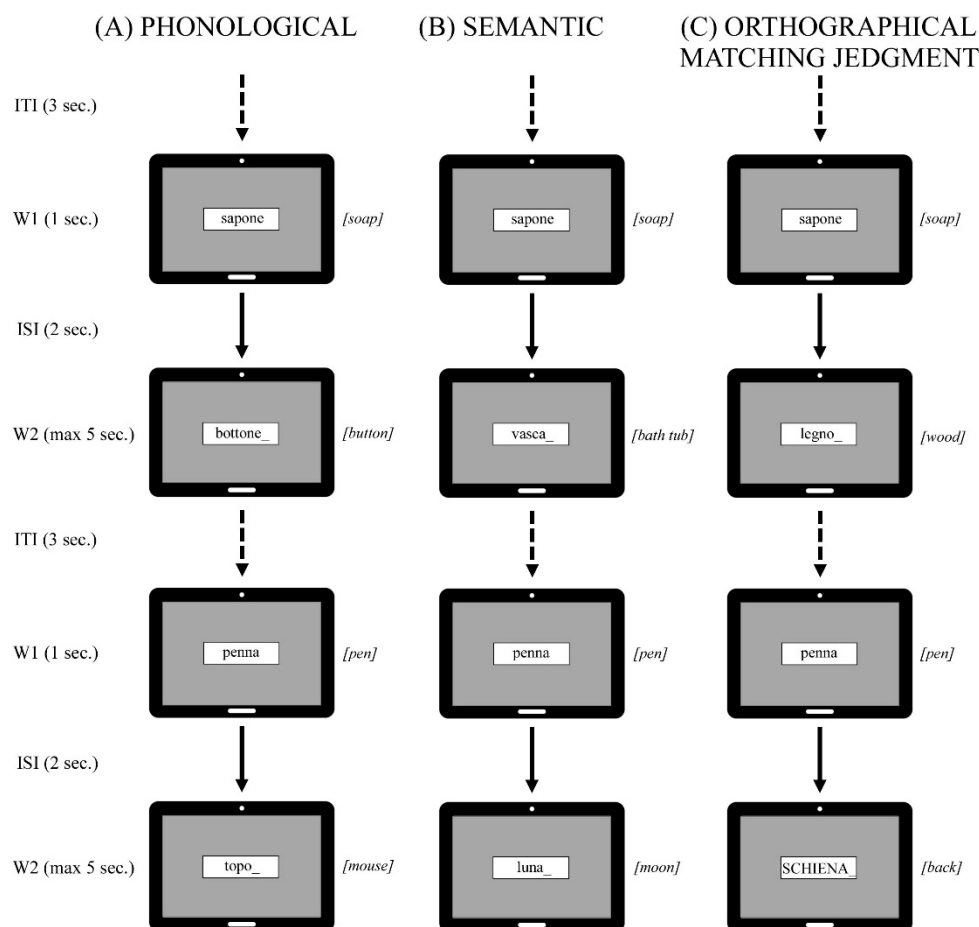 (A) PHONOLOGICAL (B) SEMANTIC (C) ORTHOGRAPHICAL
MATCHING JEDGMENT
ITI (3 sec.)
W1 (1 sec.) sapone [soap] sapone [soap] sapone [soap]
ISI (2 sec.)
W2 (max 5 sec.) bottone_ [button] vasca_ [bath tub] legno_ [wood]
ITI (3 sec.)
W1 (1 sec.) penna [pen] penna [pen] penna [pen]
ISI (2 sec.)
W2 (max 5 sec.) topo_ [mouse] luna_ [moon] SCHIENA_ [back]